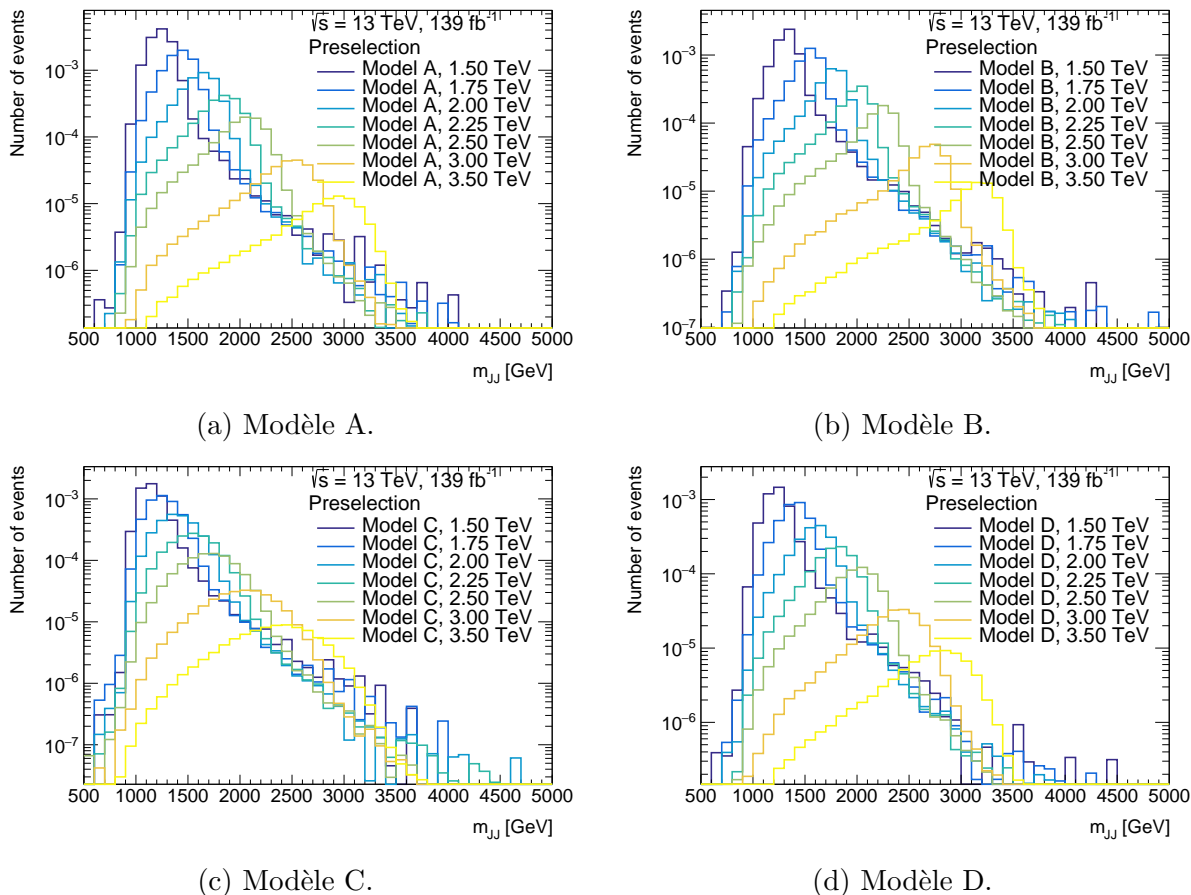 Number of events
10⁻³
10⁻⁴
10⁻⁵
10⁻⁶
√s = 13 TeV, 139 fb⁻¹
Preselection
Model A, 1.50 TeV
Model A, 1.75 TeV
Model A, 2.00 TeV
Model A, 2.25 TeV
Model A, 2.50 TeV
Model A, 3.00 TeV
Model A, 3.50 TeV
500 1000 1500 2000 2500 3000 3500 4000 4500 5000
m_JJ [GeV]
(a) Modèle A.
Number of events
10⁻³
10⁻⁴
10⁻⁵
10⁻⁶
10⁻⁷
√s = 13 TeV, 139 fb⁻¹
Preselection
Model B, 1.50 TeV
Model B, 1.75 TeV
Model B, 2.00 TeV
Model B, 2.25 TeV
Model B, 2.50 TeV
Model B, 3.00 TeV
Model B, 3.50 TeV
500 1000 1500 2000 2500 3000 3500 4000 4500 5000
m_JJ [GeV]
(b) Modèle B.
Number of events
10⁻³
10⁻⁴
10⁻⁵
10⁻⁶
10⁻⁷
√s = 13 TeV, 139 fb⁻¹
Preselection
Model C, 1.50 TeV
Model C, 1.75 TeV
Model C, 2.00 TeV
Model C, 2.25 TeV
Model C, 2.50 TeV
Model C, 3.00 TeV
Model C, 3.50 TeV
500 1000 1500 2000 2500 3000 3500 4000 4500 5000
m_JJ [GeV]
(c) Modèle C.
Number of events
10⁻³
10⁻⁴
10⁻⁵
10⁻⁶
√s = 13 TeV, 139 fb⁻¹
Preselection
Model D, 1.50 TeV
Model D, 1.75 TeV
Model D, 2.00 TeV
Model D, 2.25 TeV
Model D, 2.50 TeV
Model D, 3.00 TeV
Model D, 3.50 TeV
500 1000 1500 2000 2500 3000 3500 4000 4500 5000
m_JJ [GeV]
(d) Modèle D.